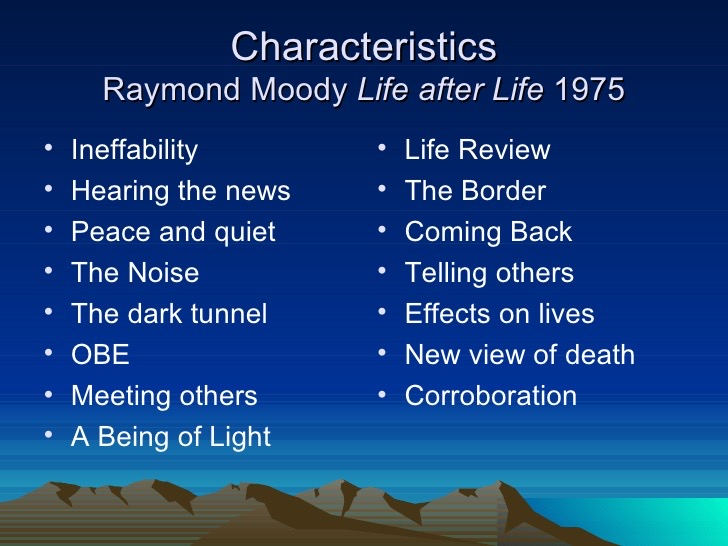 Characteristics
Raymond Moody Life after Life 1975
• Ineffability
• Hearing the news
• Peace and quiet
• The Noise
• The dark tunnel
• OBE
• Meeting others
• A Being of Light
• Life Review
• The Border
• Coming Back
• Telling others
• Effects on lives
• New view of death
• Corroboration